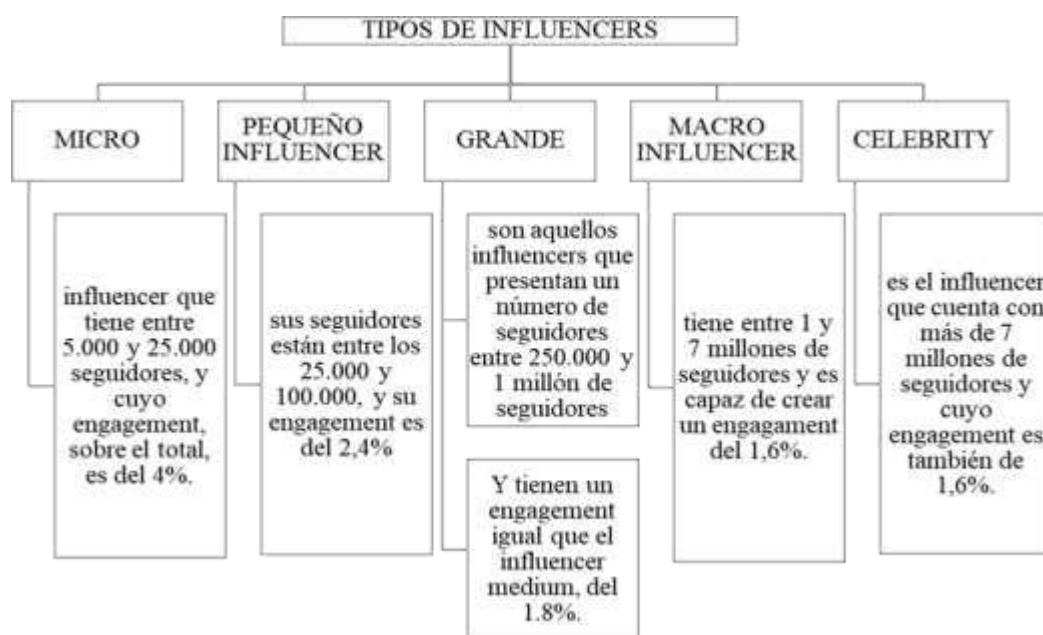 TIPOS DE INFLUENCERS
MICRO
influencer que
tiene entre
5.000 y 25.000
seguidores, y
cuyo
engagement,
sobre el total,
es del 4%.
PEQUEÑO
INFLUENCER
sus seguidores
están entre los
25.000 y
100.000, y su
engagement es
del 2,4%
GRANDE
son aquellos
influencers que
presentan un
número de
seguidores
entre 250.000 y
1 millón de
seguidores
Y tienen un
engagement
igual que el
influencer
medium, del
1.8%.
MACRO
INFLUENCER
tiene entre 1 y
7 millones de
seguidores y es
capaz de crear
un engagament
del 1,6%.
CELEBRITY
es el influencer
que cuenta con
más de 7
millones de
seguidores y
cuyo
engagement es
también de
1,6%.